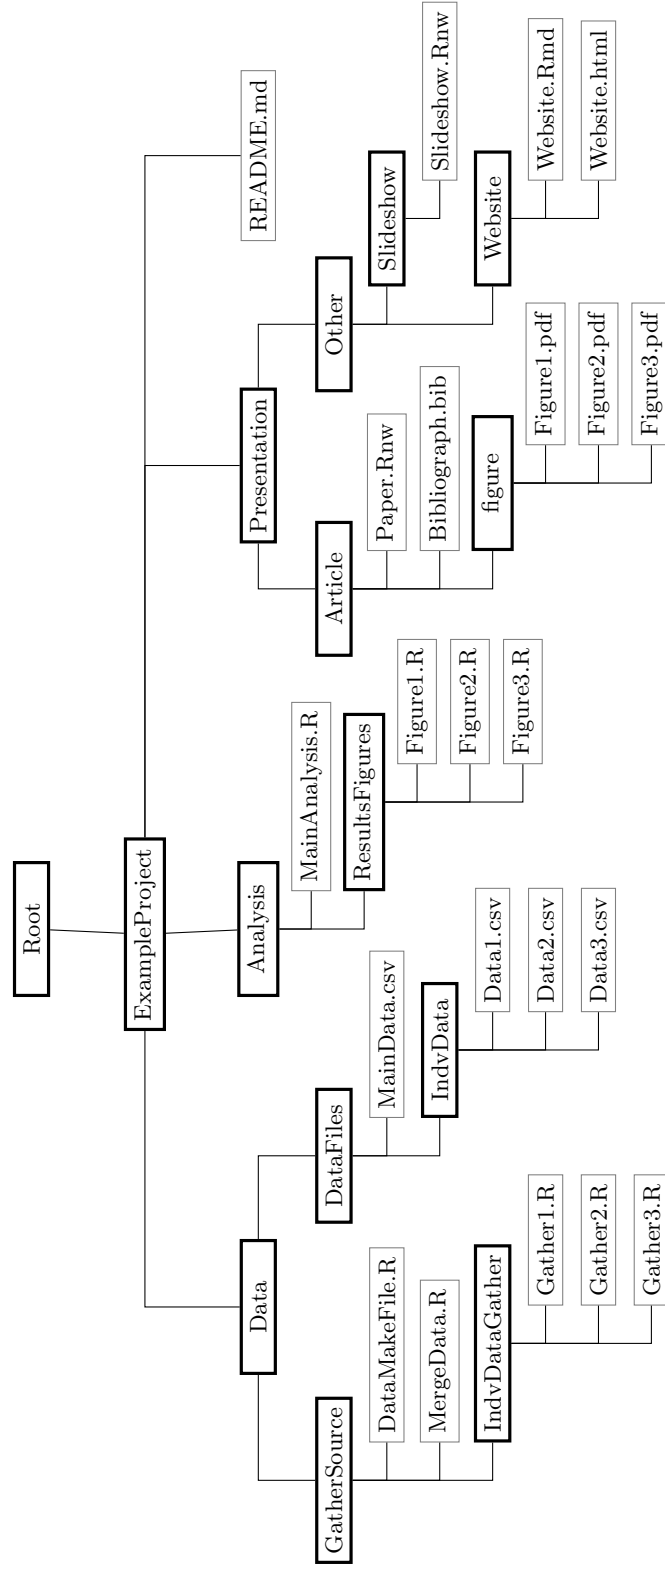 Root
ExampleProject
Data
GatherSource
DataMakeFile.R
MergeData.R
IndvDataGather
Gather1.R
Gather2.R
Gather3.R
DataFiles
MainData.csv
IndvData
Data1.csv
Data2.csv
Data3.csv
Analysis
MainAnalysis.R
ResultsFigures
Figure1.R
Figure2.R
Figure3.R
Presentation
Article
Paper.Rnw
Bibliograph.bib
figure
Figure1.pdf
Figure2.pdf
Figure3.pdf
Other
Slideshow
Slideshow.Rnw
Website
Website.Rmd
Website.html
README.md